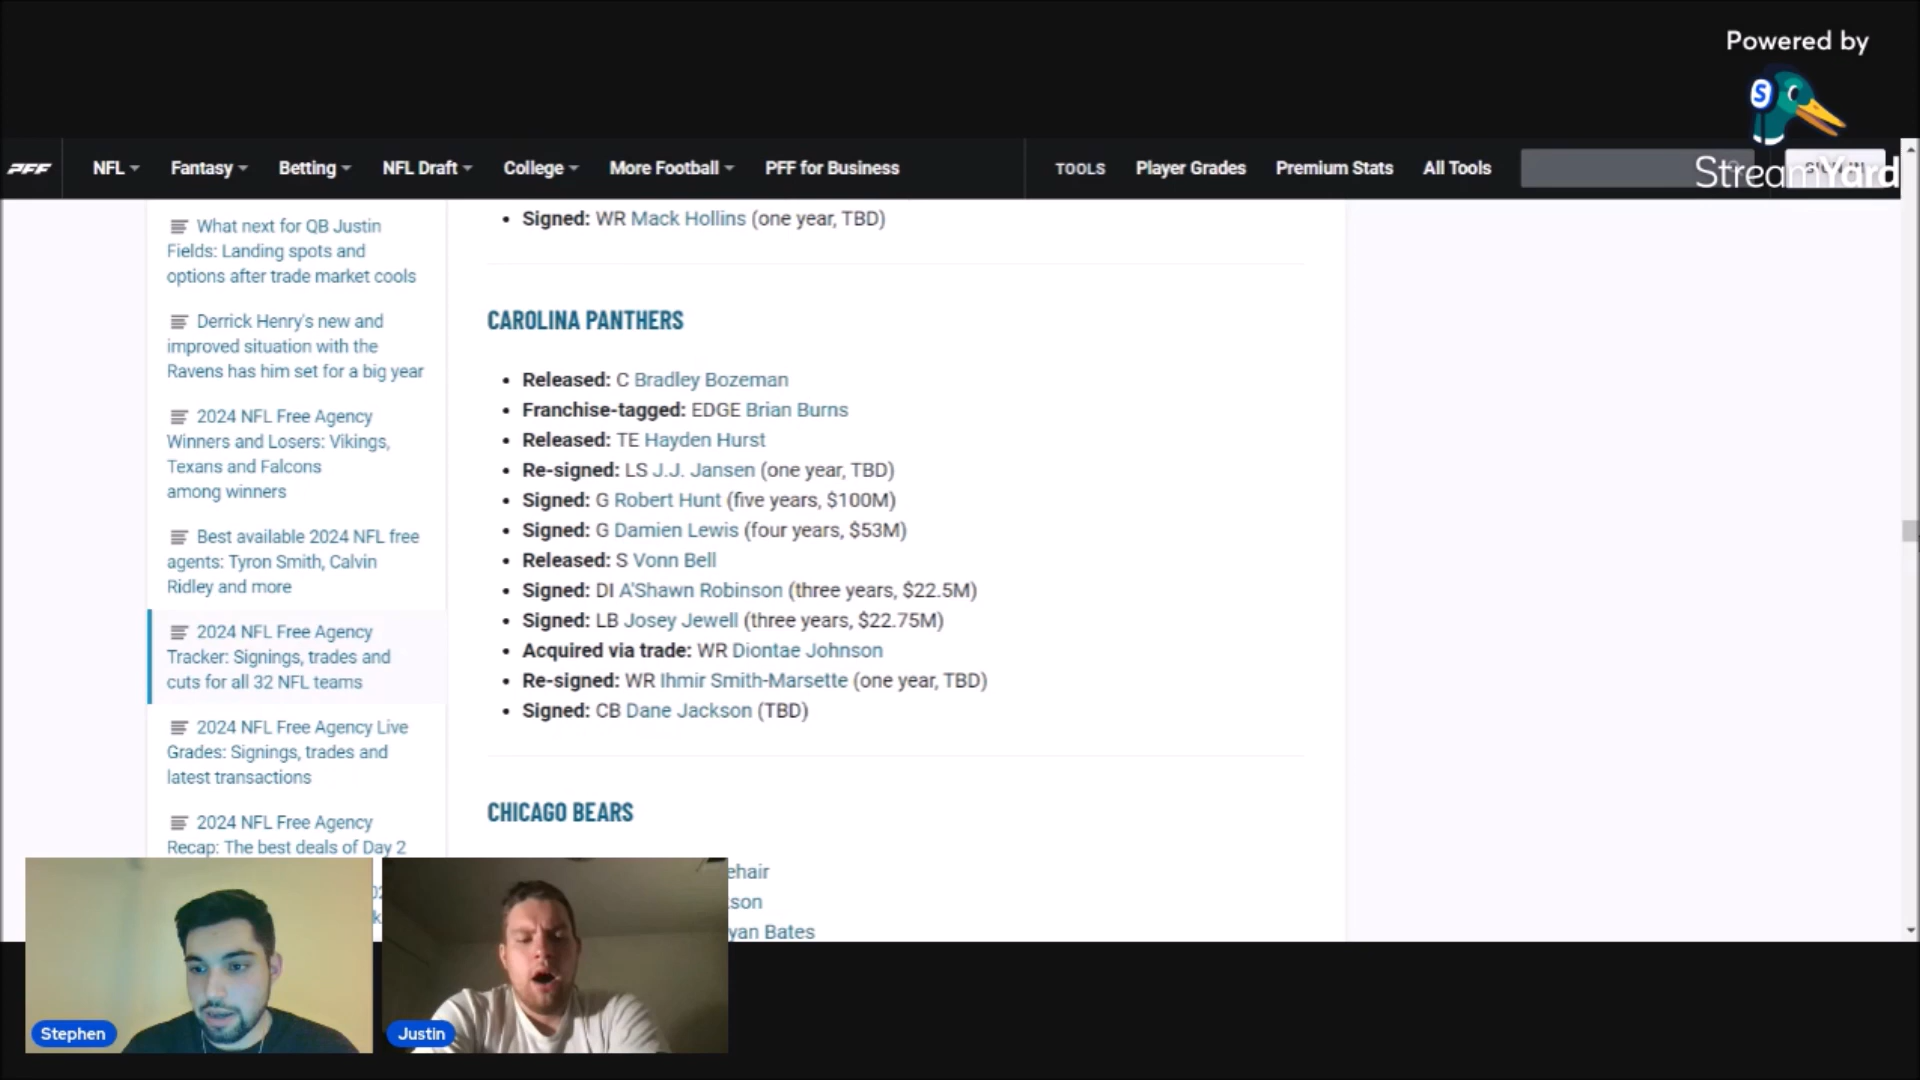 Powered by
StreamYard
PFF
NFL
Fantasy
Betting
NFL Draft
College
More Football
PFF for Business
TOOLS
Player Grades
Premium Stats
All Tools
What next for QB Justin
Fields: Landing spots and
options after trade market cools
Derrick Henry's new and
improved situation with the
Ravens has him set for a big year
2024 NFL Free Agency
Winners and Losers: Vikings,
Texans and Falcons
among winners
Best available 2024 NFL free
agents: Tyron Smith, Calvin
Ridley and more
2024 NFL Free Agency
Tracker: Signings, trades and
cuts for all 32 NFL teams
2024 NFL Free Agency Live
Grades: Signings, trades and
latest transactions
2024 NFL Free Agency
Recap: The best deals of Day 2
• Signed: WR Mack Hollins (one year, TBD)
CAROLINA PANTHERS
• Released: C Bradley Bozeman
• Franchise-tagged: EDGE Brian Burns
• Released: TE Hayden Hurst
• Re-signed: LS J.J. Jansen (one year, TBD)
• Signed: G Robert Hunt (five years, $100M)
• Signed: G Damien Lewis (four years, $53M)
• Released: S Vonn Bell
• Signed: DI A'Shawn Robinson (three years, $22.5M)
• Signed: LB Josey Jewell (three years, $22.75M)
• Acquired via trade: WR Diontae Johnson
• Re-signed: WR Ihmir Smith-Marsette (one year, TBD)
• Signed: CB Dane Jackson (TBD)
CHICAGO BEARS
ehair
son
yan Bates
Stephen
Justin